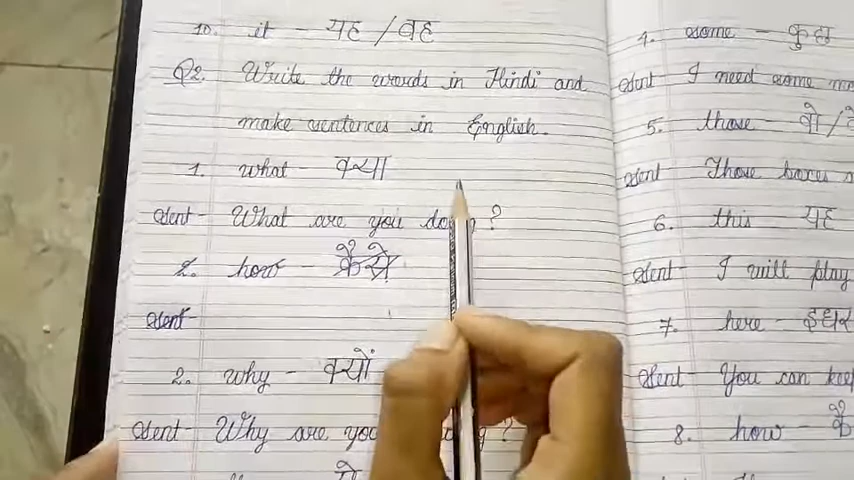 10. it - यह / वह
Q2. Write the words in Hindi and
make sentences in English.
1. what - क्या
Sent - What are you
2. how - कैसे
Sent -
2. why - क्यों
Sent - Why are you ?
4. some - कुछ
Sent - I need some
5. those - वो /
Sent - Those boxes
6. this - यह
Sent - I will play
7. here - इधर
Sent - You can
8. how -